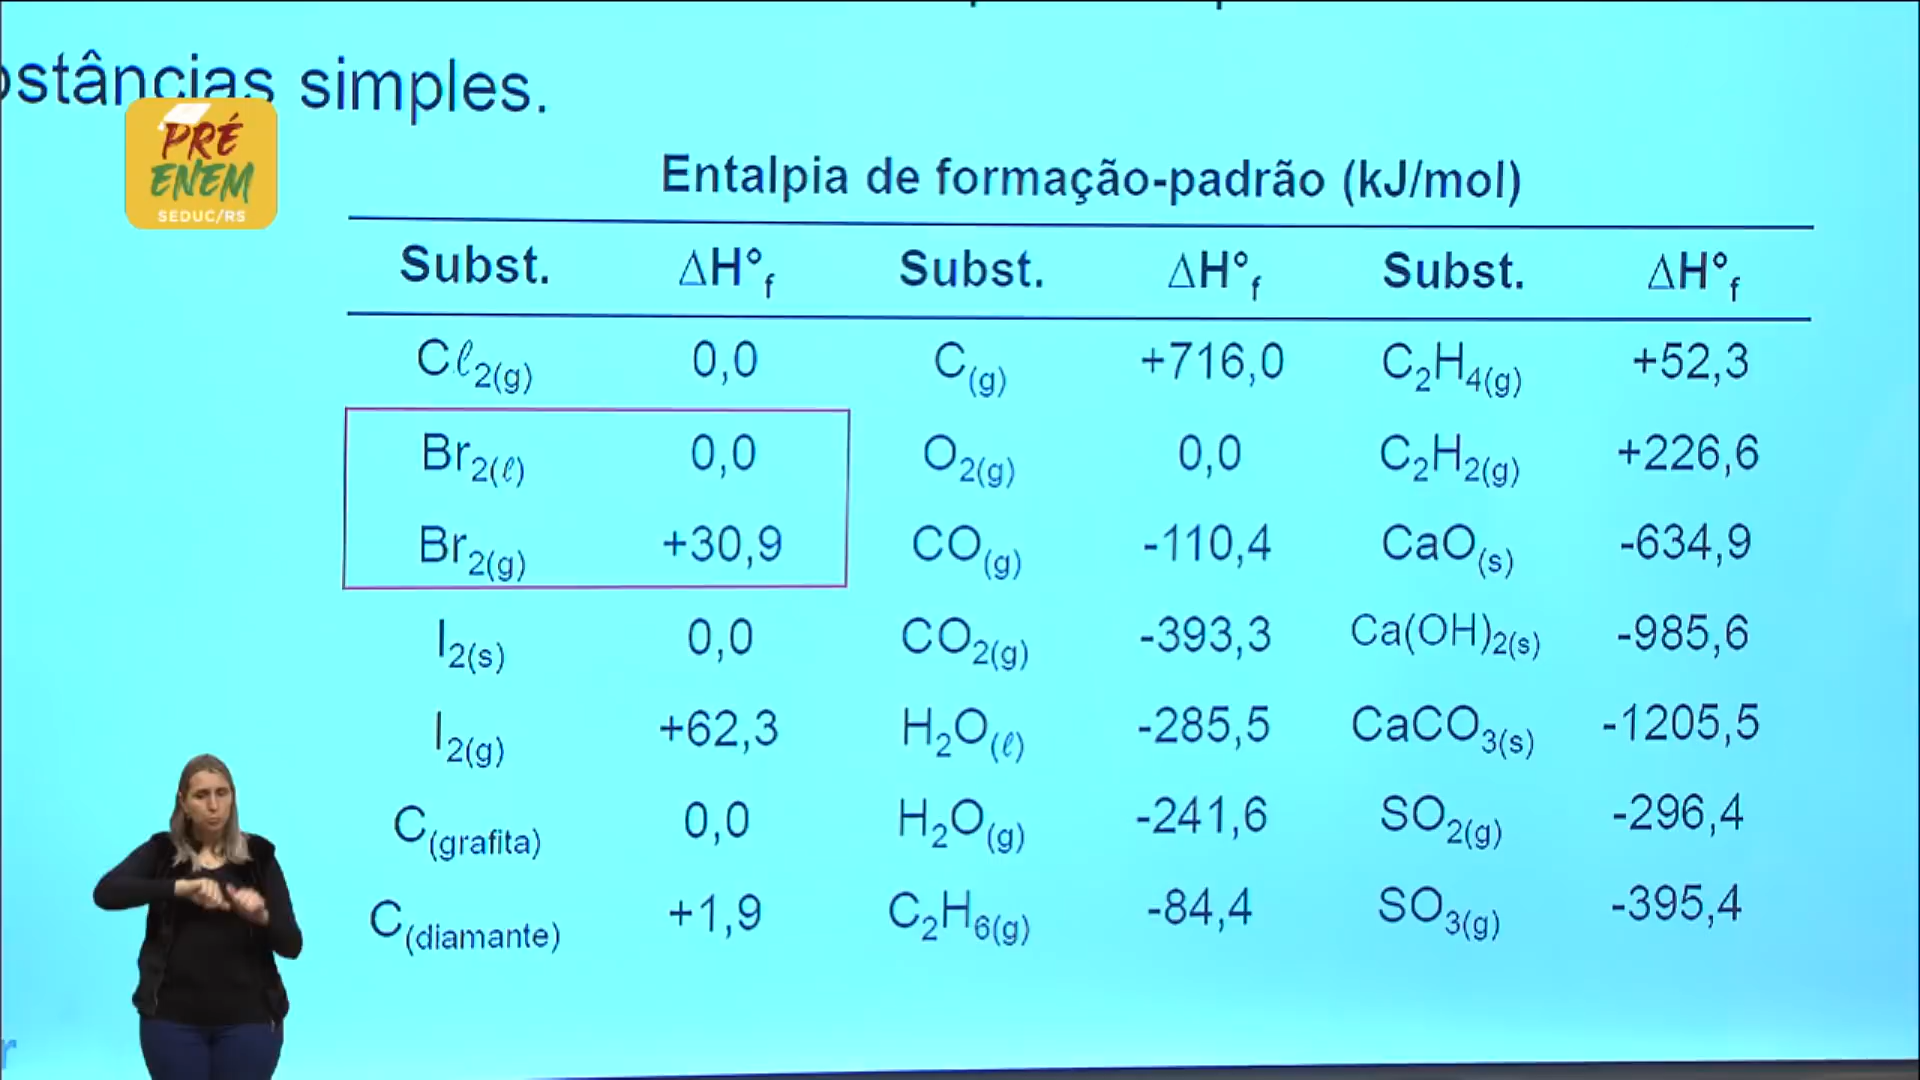 simples.
PRÉ
ENEM
SEDUC/RS
Entalpia de formação-padrão (kJ/mol)
Subst. ΔH°f Subst. ΔH°f Subst. ΔH°f
Cℓ2(g) 0,0 C(g) +716,0 C2H4(g) +52,3
Br2(ℓ) 0,0 O2(g) 0,0 C2H2(g) +226,6
Br2(g) +30,9 CO(g) -110,4 CaO(s) -634,9
I2(s) 0,0 CO2(g) -393,3 Ca(OH)2(s) -985,6
I2(g) +62,3 H2O(ℓ) -285,5 CaCO3(s) -1205,5
C(grafita) 0,0 H2O(g) -241,6 SO2(g) -296,4
C(diamante) +1,9 C2H6(g) -84,4 SO3(g) -395,4